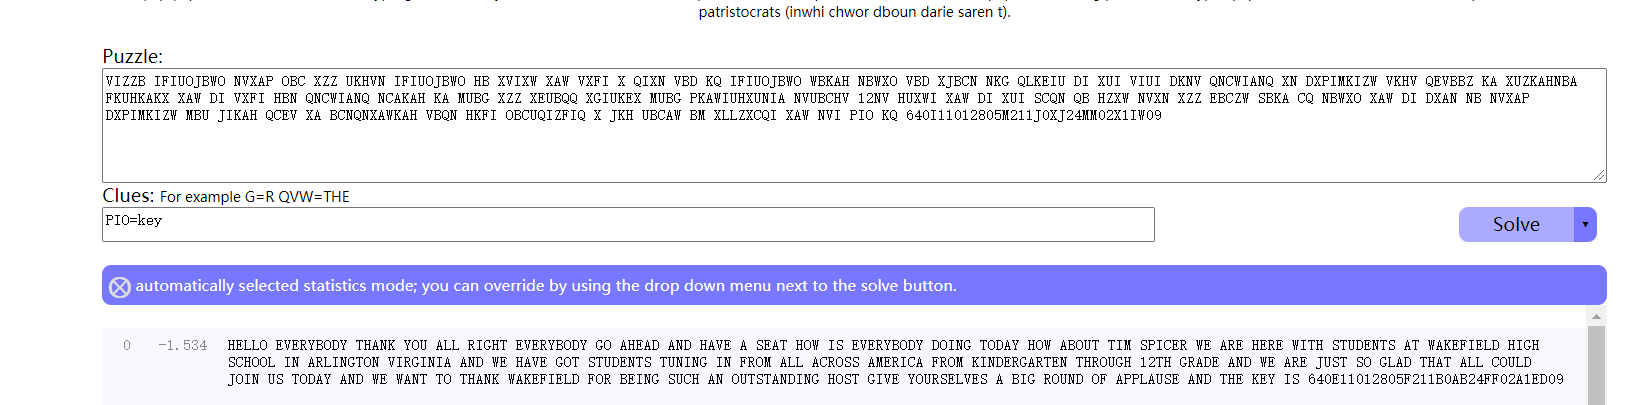 patristocrats (inwhi chwor dboun darie saren t).
Puzzle:
VIZZB IFIUOJBWO NVXAP OBC XZZ UKHVN IFIUOJBWO HB XVIXW XAW VXFI X QIXN VBD KQ IFIUOJBWO WBKAH NBWXO VBD XJBCN NKG QLKEIU DI XUI VIUI DKNV QNCWIANQ XN DXPIMKIZW VKHV QEVBBZ KA XUZKAHNBA
FKUHKAKX XAW DI VXFI HBN QNCWIANQ NCAKAH KA MUBG XZZ XEUBQQ XGIUKEX MUBG PKAWIUHXUNIA NVUBCHV 12NV HUXWI XAW DI XUI SCQN QB HZXW NVXN XZZ EBCZW SBKA CQ NBWXO XAW DI DXAN NB NVXAP
DXPIMKIZW MBU JIKAH QCEV XA BCNQNXAWKAH VBQN HKFI OBCUQIZFIQ X JKH UBCAW BM XLLZXCQI XAW NVI PIO KQ 640I11012805M211J0XJ24MM02X1IW09
Clues: For example G=R QVW=THE
PIO=key
Solve
automatically selected statistics mode; you can override by using the drop down menu next to the solve button.
0 -1.534 HELLO EVERYBODY THANK YOU ALL RIGHT EVERYBODY GO AHEAD AND HAVE A SEAT HOW IS EVERYBODY DOING TODAY HOW ABOUT TIM SPICER WE ARE HERE WITH STUDENTS AT WAKEFIELD HIGH
SCHOOL IN ARLINGTON VIRGINIA AND WE HAVE GOT STUDENTS TUNING IN FROM ALL ACROSS AMERICA FROM KINDERGARTEN THROUGH 12TH GRADE AND WE ARE JUST SO GLAD THAT ALL COULD
JOIN US TODAY AND WE WANT TO THANK WAKEFIELD FOR BEING SUCH AN OUTSTANDING HOST GIVE YOURSELVES A BIG ROUND OF APPLAUSE AND THE KEY IS 640E11012805F211B0AB24FF02A1ED09